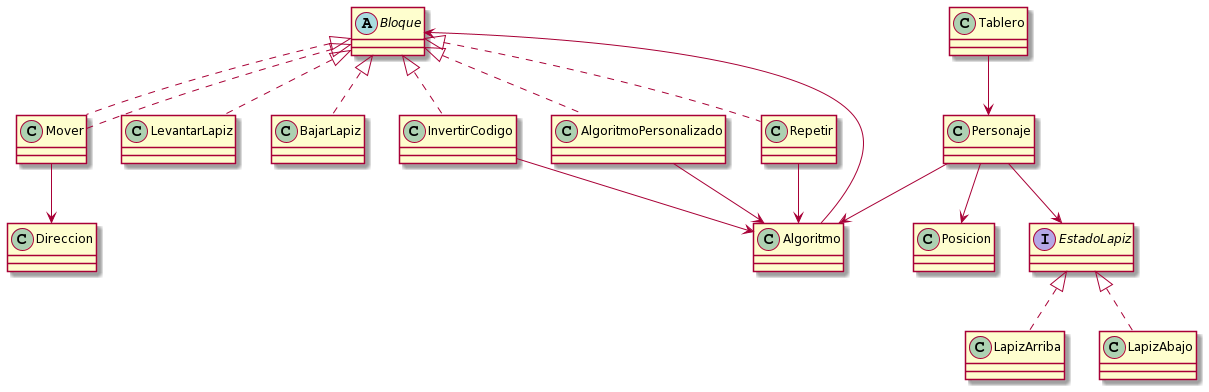 A Bloque
C Tablero
C Mover
C LevantarLapiz
C BajarLapiz
C InvertirCodigo
C AlgoritmoPersonalizado
C Repetir
C Personaje
C Direccion
C Algoritmo
C Posicion
I EstadoLapiz
C LapizArriba
C LapizAbajo